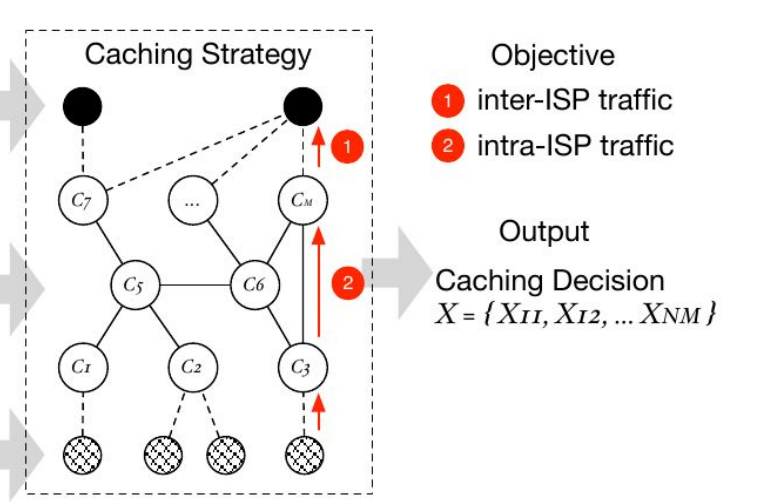 Caching Strategy
Objective
1 inter-ISP traffic
1
2 intra-ISP traffic
C7
...
CM
Output
C5
C6
2
Caching Decision
X = {X11, X12, ... XNM}
C1
C2
C3